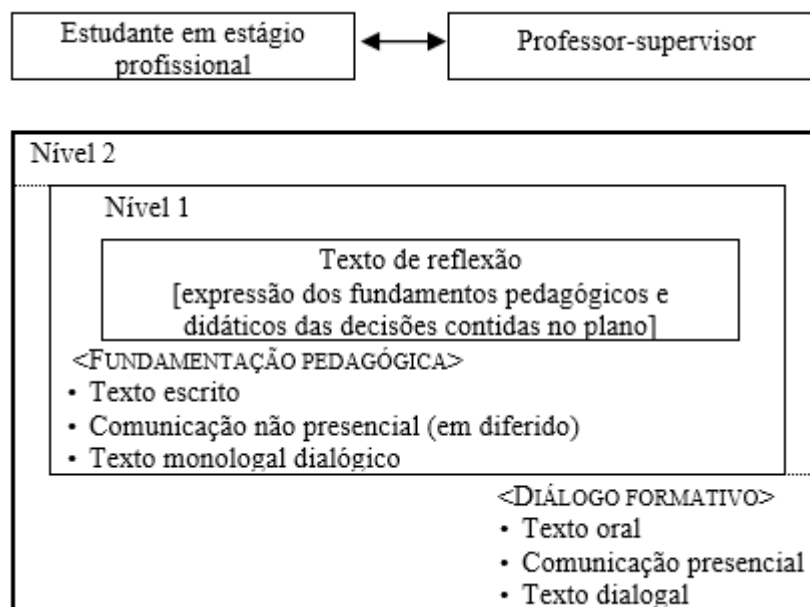 Estudante em estágio
profissional
Professor-supervisor
Nível 2
Nível 1
Texto de reflexão
[expressão dos fundamentos pedagógicos e
didáticos das decisões contidas no plano]
<FUNDAMENTAÇÃO PEDAGÓGICA>
• Texto escrito
• Comunicação não presencial (em diferido)
• Texto monologal dialógico
<DIÁLOGO FORMATIVO>
• Texto oral
• Comunicação presencial
• Texto dialogal